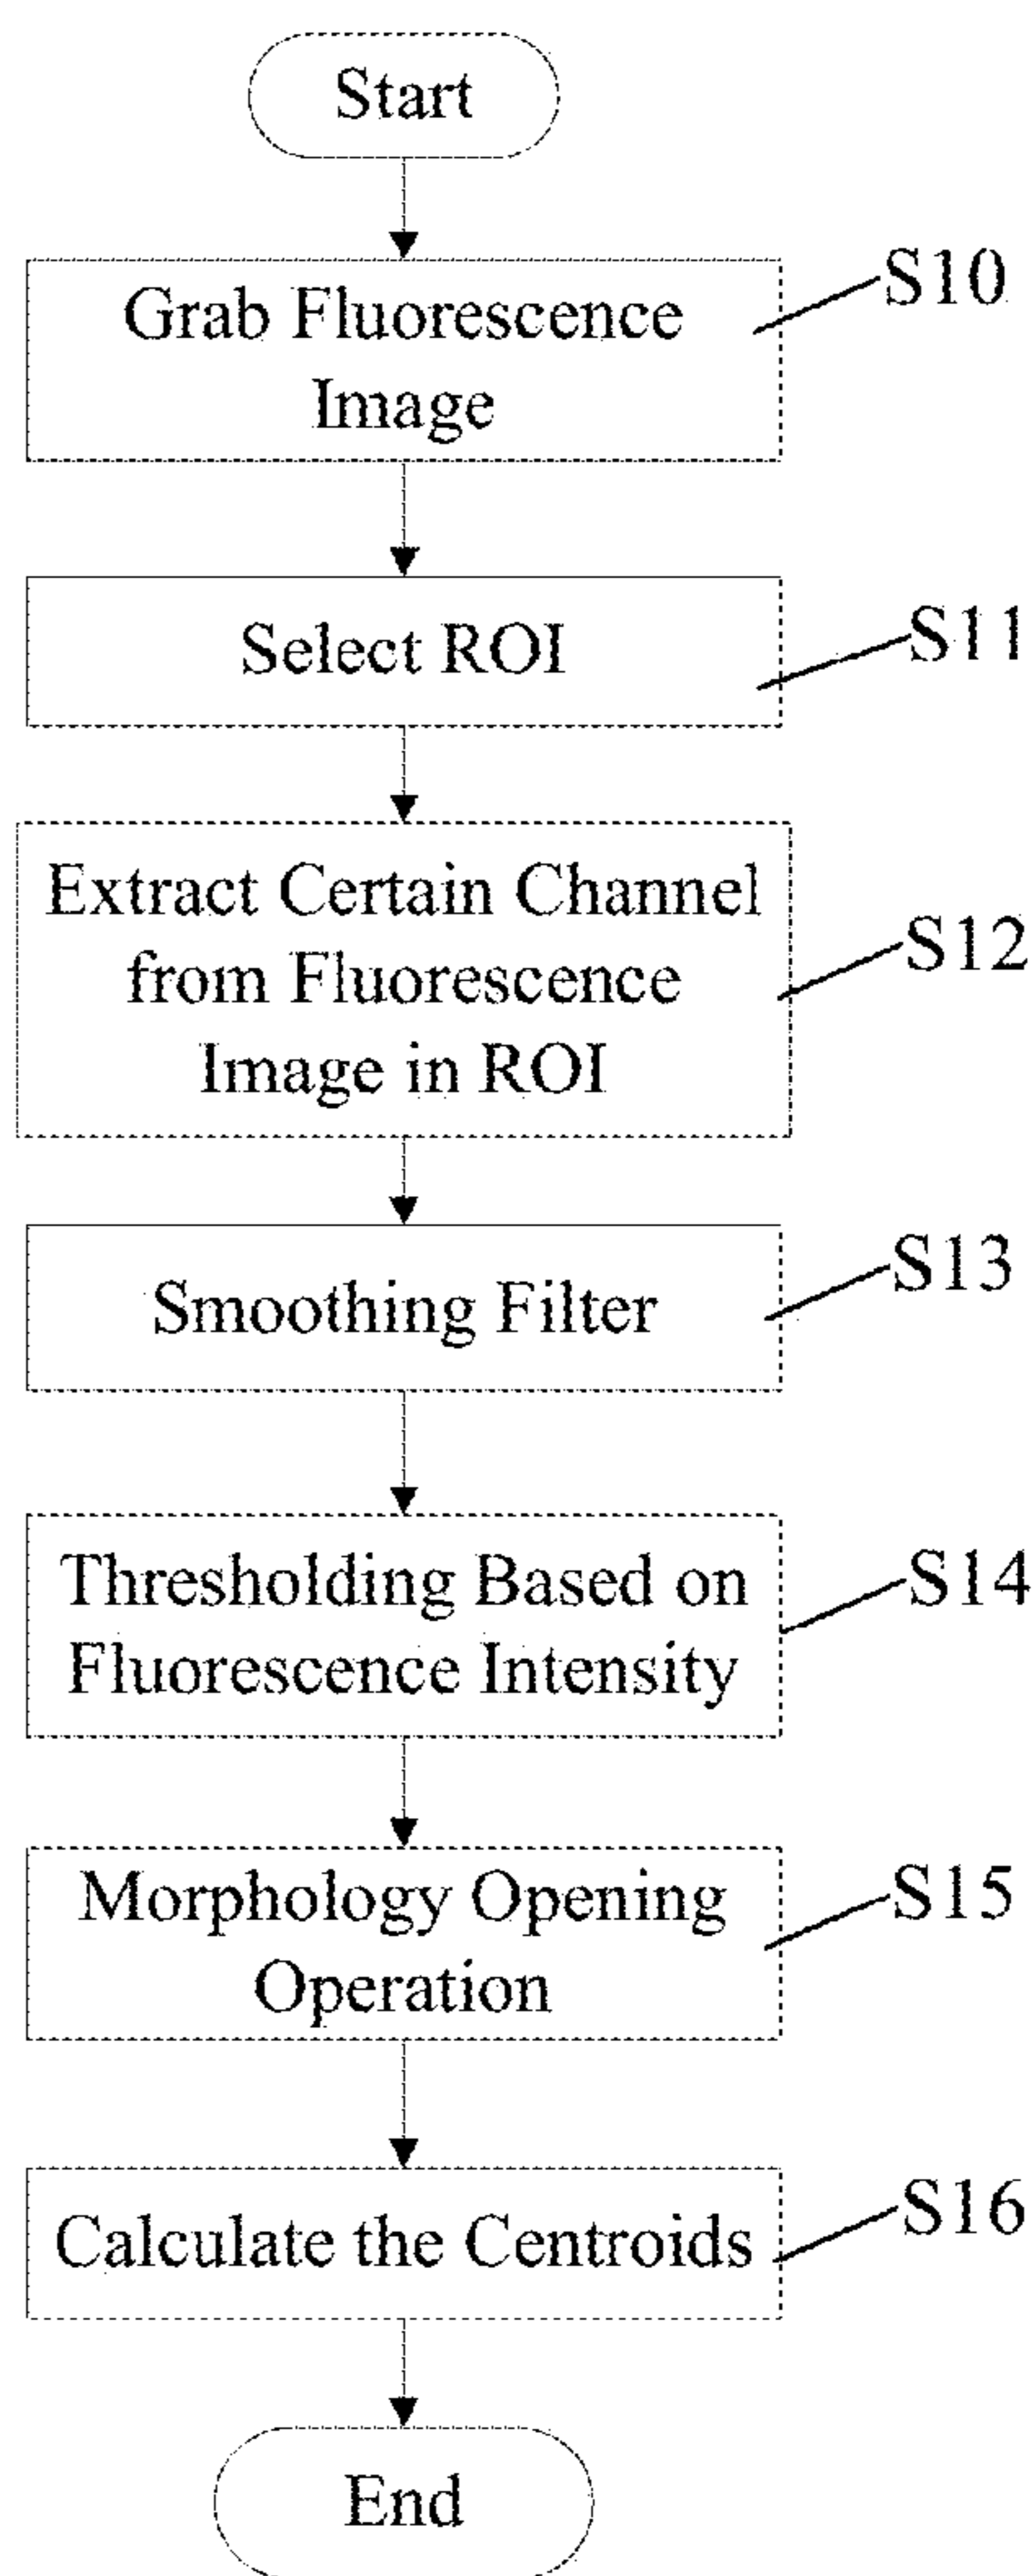 Start
Grab Fluorescence
Image
S10
Select ROI
S11
Extract Certain Channel
from Fluorescence
Image in ROI
S12
Smoothing Filter
S13
Thresholding Based on
Fluorescence Intensity
S14
Morphology Opening
Operation
S15
Calculate the Centroids
S16
End